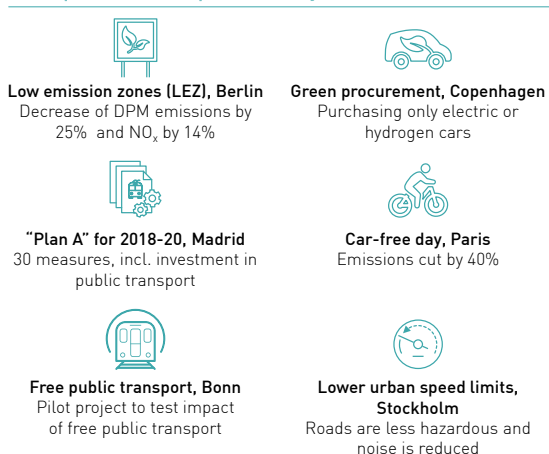 Low emission zones (LEZ), Berlin
Decrease of DPM emissions by
25% and NOx by 14%
Green procurement, Copenhagen
Purchasing only electric or
hydrogen cars
"Plan A" for 2018-20, Madrid
30 measures, incl. investment in
public transport
Car-free day, Paris
Emissions cut by 40%
Free public transport, Bonn
Pilot project to test impact
of free public transport
Lower urban speed limits,
Stockholm
Roads are less hazardous and
noise is reduced